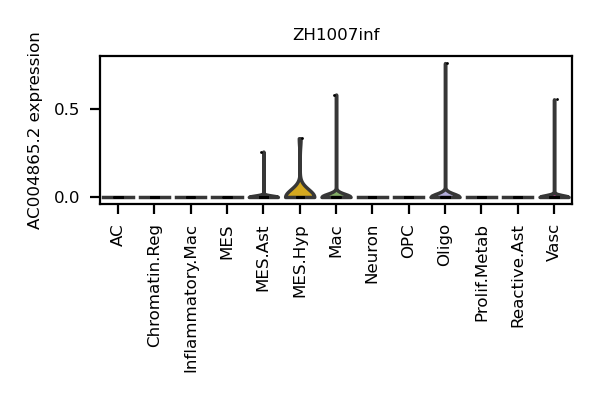 ZH1007inf
AC004865.2 expression
0.5
0.0
AC
Chromatin.Reg
Inflammatory.Mac
MES
MES.Ast
MES.Hyp
Mac
Neuron
OPC
Oligo
Prolif.Metab
Reactive.Ast
Vasc